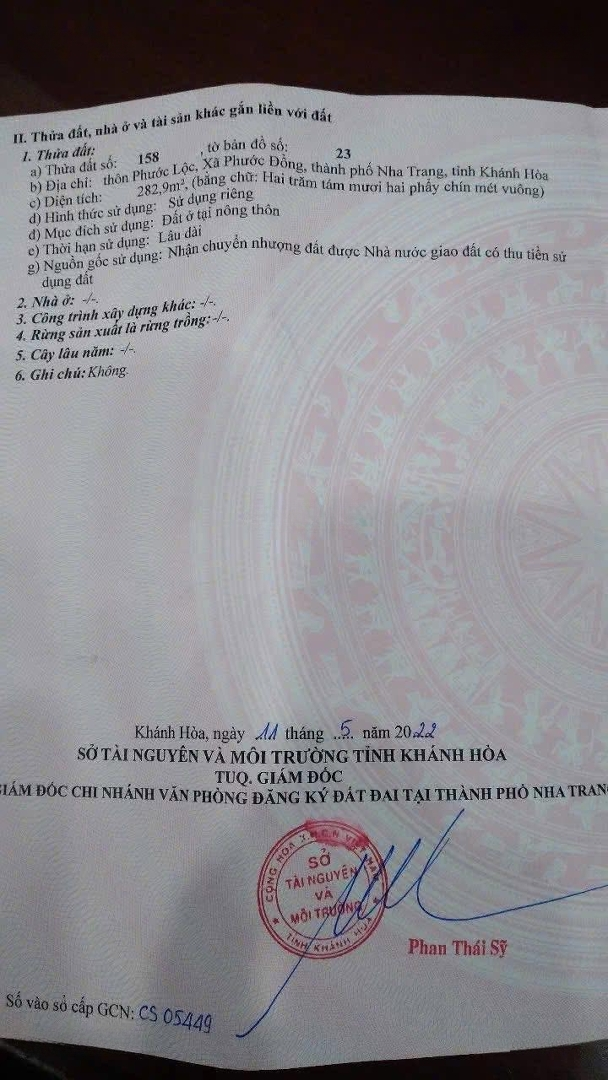 II. Thửa đất, nhà ở và tài sản khác gắn liền với đất
1. Thửa đất:
a) Thửa đất số: 158 , tờ bản đồ số: 23
b) Địa chỉ: thôn Phước Lộc, Xã Phước Đồng, thành phố Nha Trang, tỉnh Khánh Hòa
c) Diện tích: 282,9m², (bằng chữ: Hai trăm tám mươi hai phẩy chín mét vuông)
d) Hình thức sử dụng: Sử dụng riêng
đ) Mục đích sử dụng: Đất ở tại nông thôn
e) Thời hạn sử dụng: Lâu dài
g) Nguồn gốc sử dụng: Nhận chuyển nhượng đất được Nhà nước giao đất có thu tiền sử
dụng đất
2. Nhà ở: -/-.
3. Công trình xây dựng khác: -/-.
4. Rừng sản xuất là rừng trồng: -/-.
5. Cây lâu năm: -/-.
6. Ghi chú: Không.
Khánh Hòa, ngày 11 tháng 5 năm 2022
SỞ TÀI NGUYÊN VÀ MÔI TRƯỜNG TỈNH KHÁNH HÒA
TUQ. GIÁM ĐỐC
GIÁM ĐỐC CHI NHÁNH VĂN PHÒNG ĐĂNG KÝ ĐẤT ĐAI TẠI THÀNH PHỐ NHA TRANG
CỘNG HÒA X.H.C.N VIỆT NAM
SỞ
TÀI NGUYÊN
VÀ
MÔI TRƯỜNG
TỈNH KHÁNH HÒA
Phan Thái Sỹ
Số vào sổ cấp GCN: CS 05449